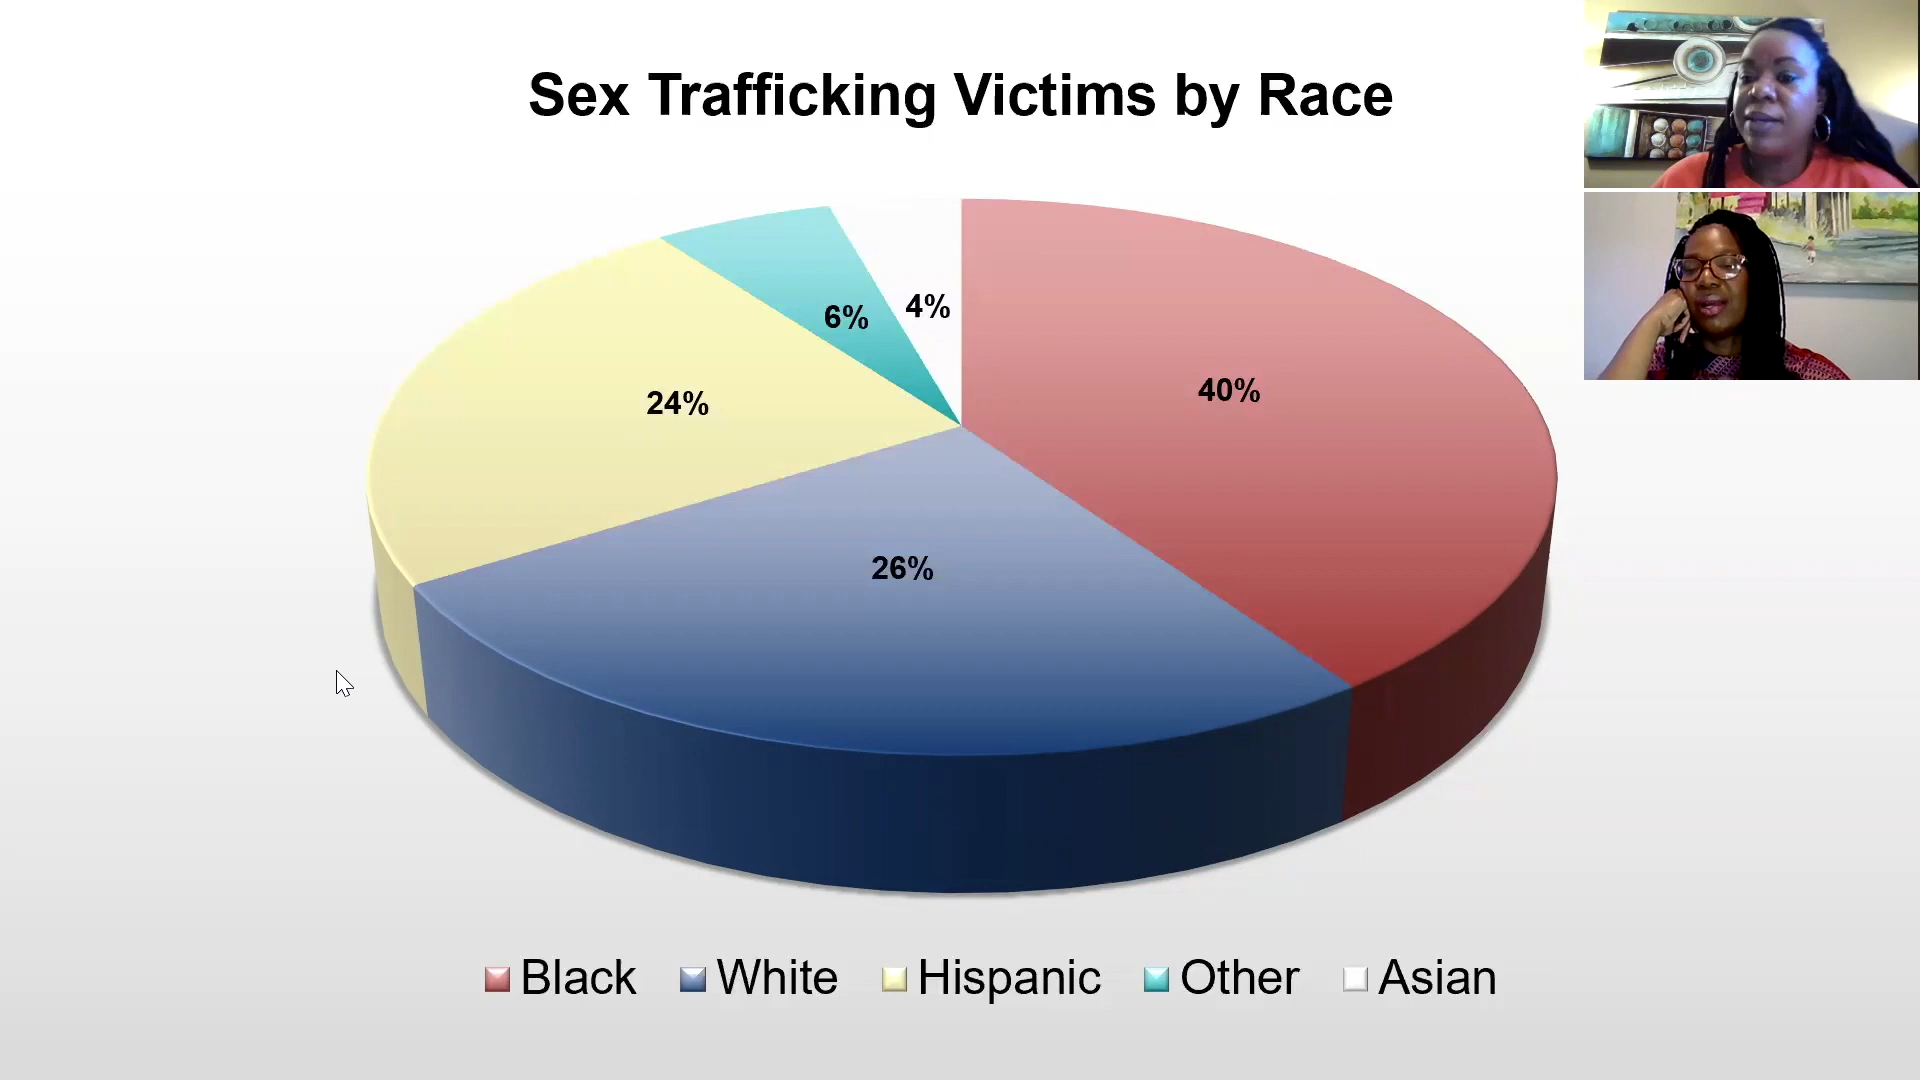 Sex Trafficking Victims by Race
4%
6%
40%
24%
26%
Black White Hispanic Other Asian